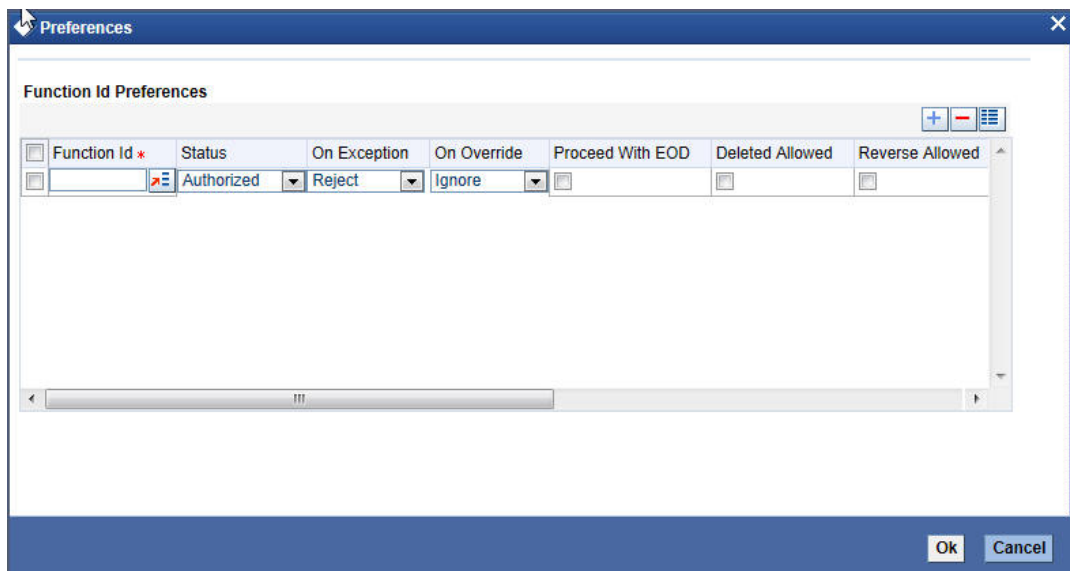 Preferences
Function Id Preferences
Function Id * Status On Exception On Override Proceed With EOD Deleted Allowed Reverse Allowed
Authorized Reject Ignore
Ok Cancel